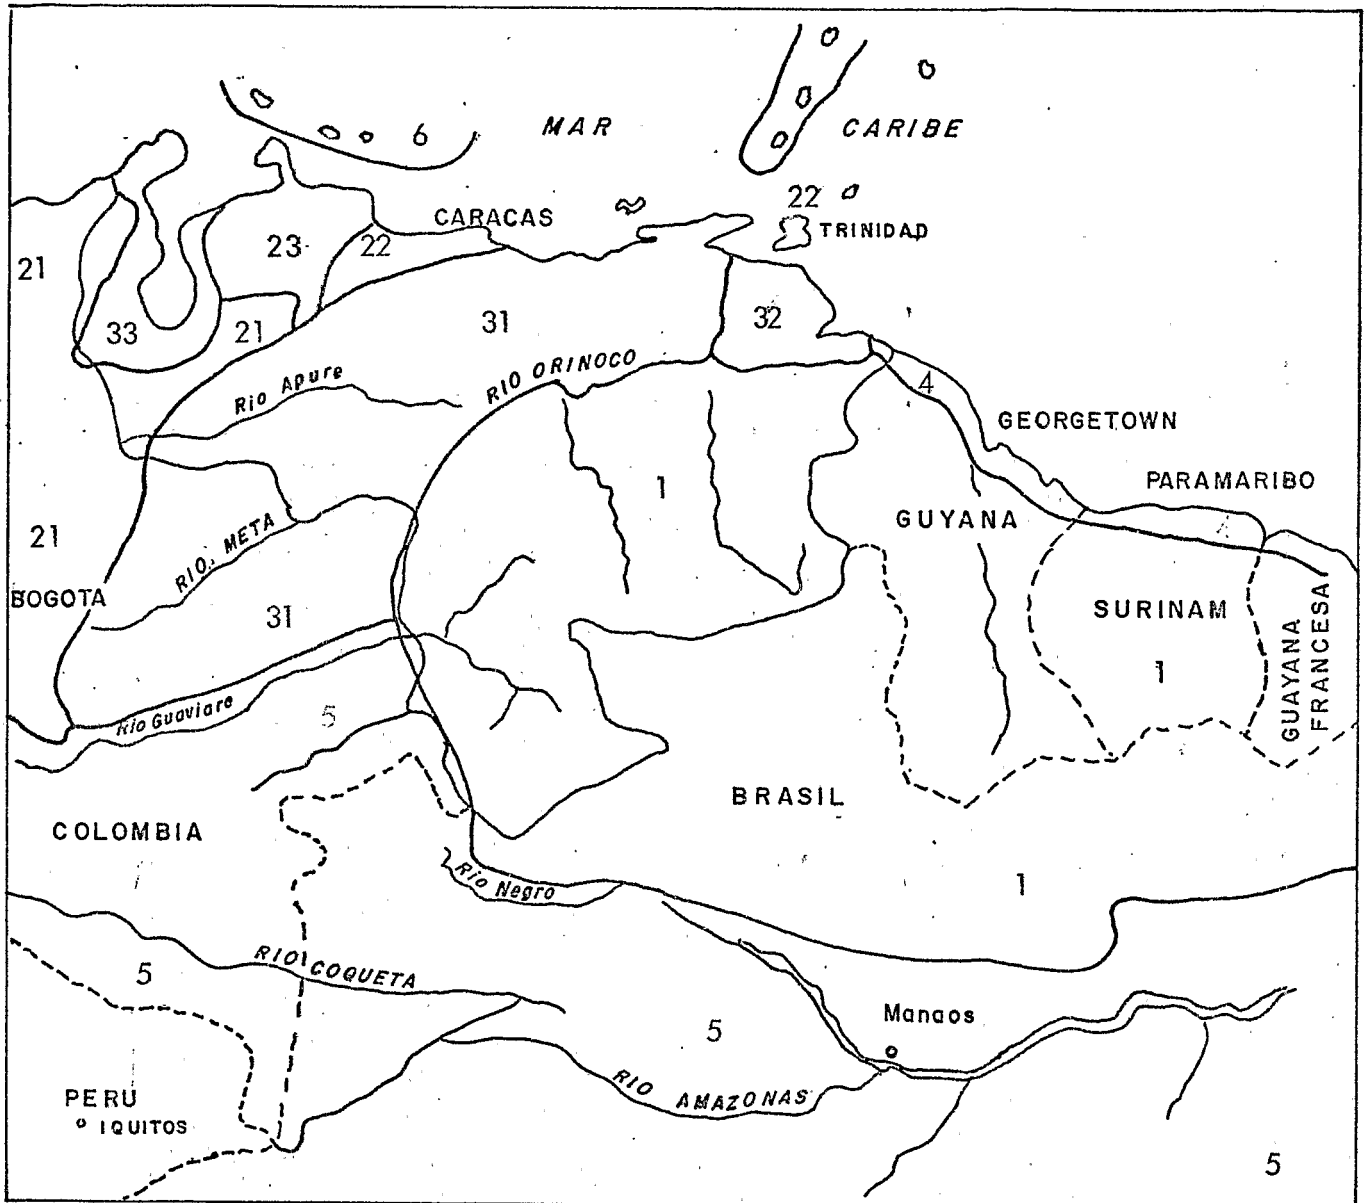 6
MAR
CARIBE
22
TRINIDAD
CARACAS
21
23
22
33
21
31
32
Rio Apure
RIO ORINOCO
4
GEORGETOWN
PARAMARIBO
1
GUYANA
21
RIO META
BOGOTA
31
SURINAM
1
GUAYANA
FRANCESA
Rio Guaviare
5
BRASIL
COLOMBIA
Rio Negro
1
RIO COQUETA
5
5
Manaos
RIO AMAZONAS
PERU
IQUITOS
5